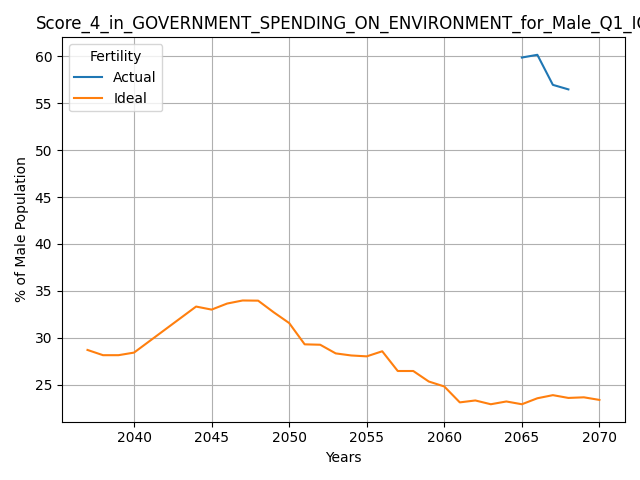 Score_4_in_GOVERNMENT_SPENDING_ON_ENVIRONMENT_for_Male_Q1_IC
Fertility
Actual
Ideal
60
55
50
45
40
35
30
25
% of Male Population
2040 2045 2050 2055 2060 2065 2070
Years